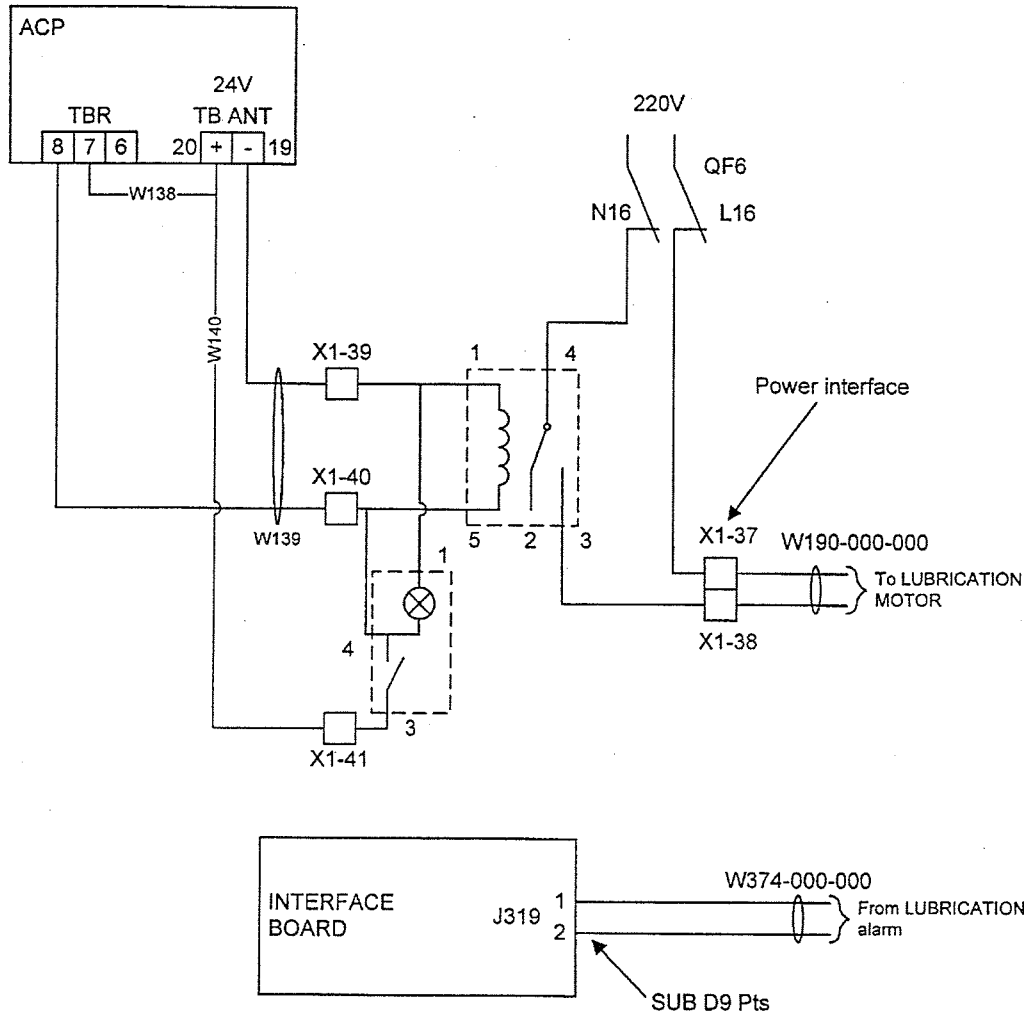 ACP
24V
TBR
TB ANT
8 7 6
20 + - 19
W138
220V
QF6
N16
L16
W140
X1-39
1
4
Power interface
X1-40
W139
5
2
3
X1-37
W190-000-000
To LUBRICATION
MOTOR
X1-38
1
4
3
X1-41
INTERFACE
BOARD
J319
1
2
W374-000-000
From LUBRICATION
alarm
SUB D9 Pts